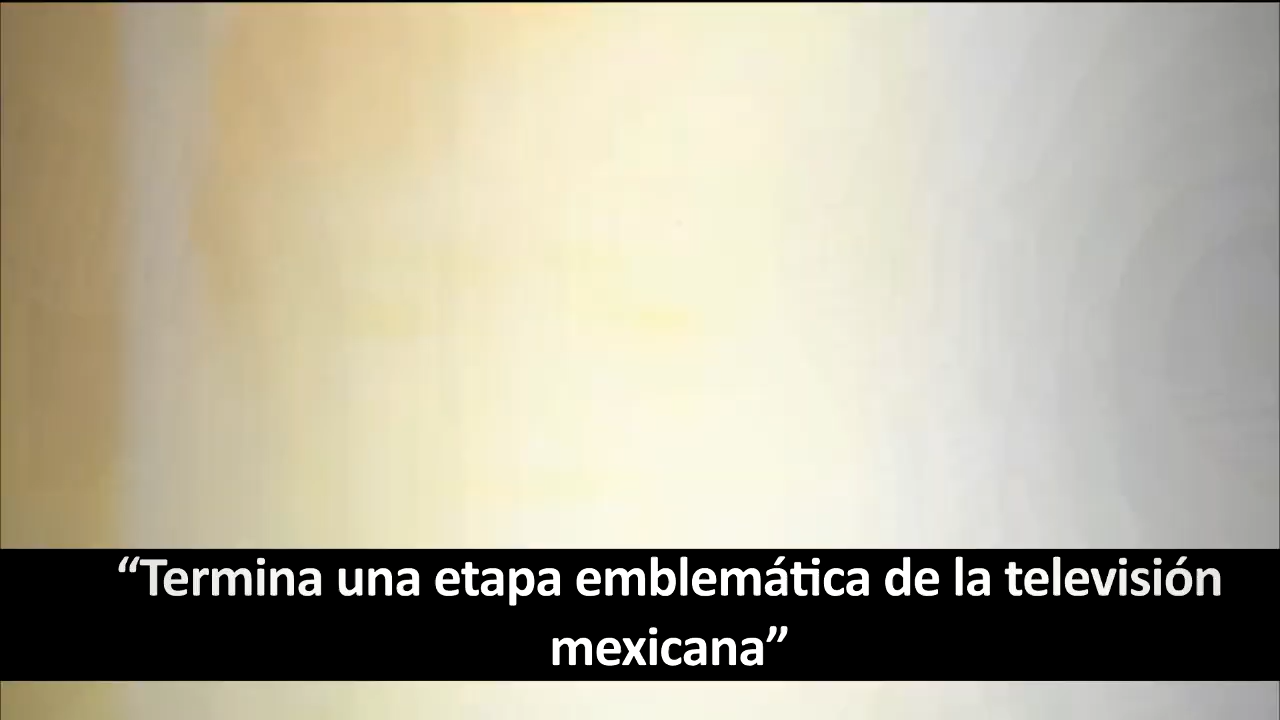 “Termina una etapa emblemática de la televisión
mexicana”